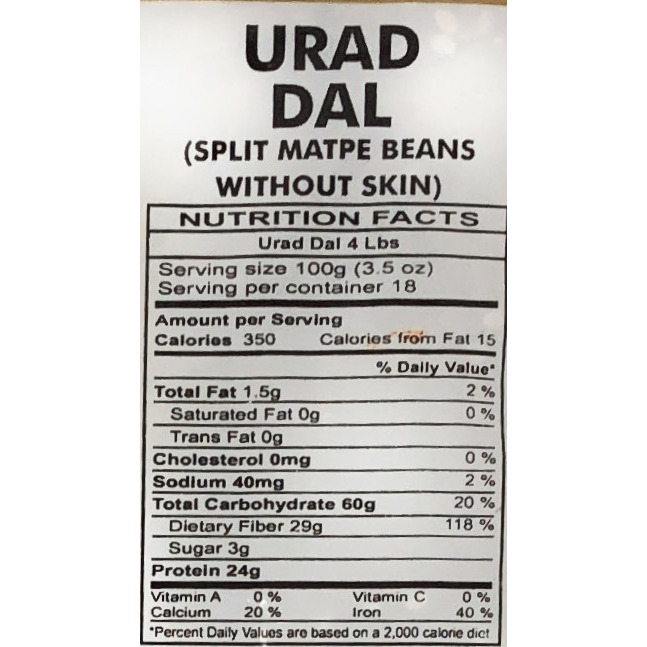 URAD
DAL
(SPLIT MATPE BEANS
WITHOUT SKIN)
NUTRITION FACTS
Urad Dal 4 Lbs
Serving size 100g (3.5 oz)
Serving per container 18
Amount per Serving
Calories 350 Calories from Fat 15
% Daily Value*
Total Fat 1.5g 2 %
Saturated Fat 0g 0 %
Trans Fat 0g
Cholesterol 0mg 0 %
Sodium 40mg 2 %
Total Carbohydrate 60g 20 %
Dietary Fiber 29g 118 %
Sugar 3g
Protein 24g
Vitamin A 0 % Vitamin C 0 %
Calcium 20 % Iron 40 %
*Percent Daily Values are based on a 2,000 calorie diet